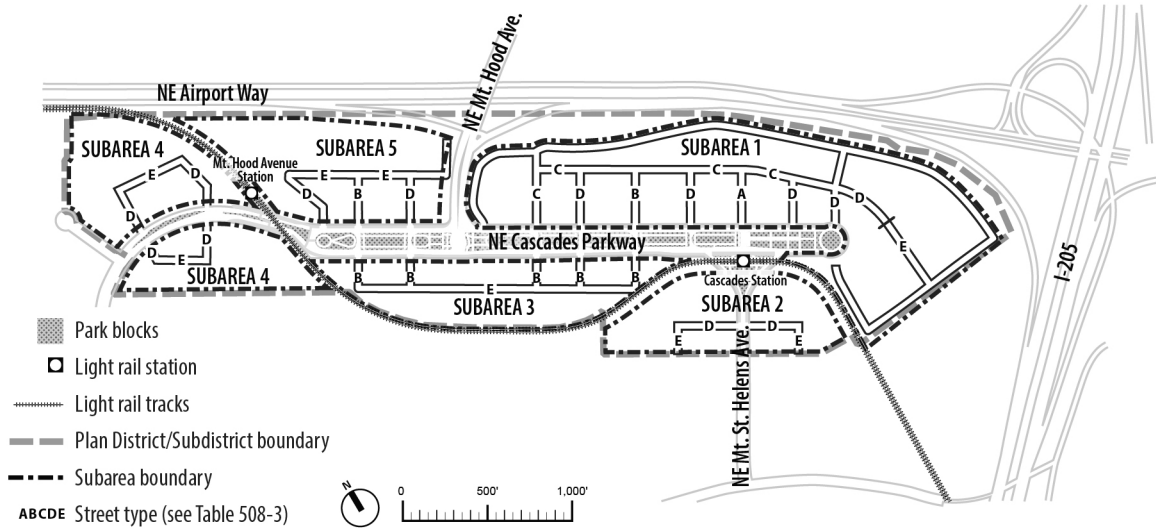 NE Mt. Hood Ave.
NE Airport Way
SUBAREA 4
SUBAREA 5
SUBAREA 1
Mt. Hood Avenue
Station
E
D
D
E
E
D
B
D
C
C
C
C
D
B
D
A
D
D
D
E
NE Cascades Parkway
D
D
E
SUBAREA 4
B
B
B
B
B
E
SUBAREA 3
Cascades Station
SUBAREA 2
D
D
E
E
NE Mt. St. Helens Ave.
I-205
Park blocks
Light rail station
Light rail tracks
Plan District/Subdistrict boundary
Subarea boundary
ABCDE Street type (see Table 508-3)
N
0 500' 1,000'